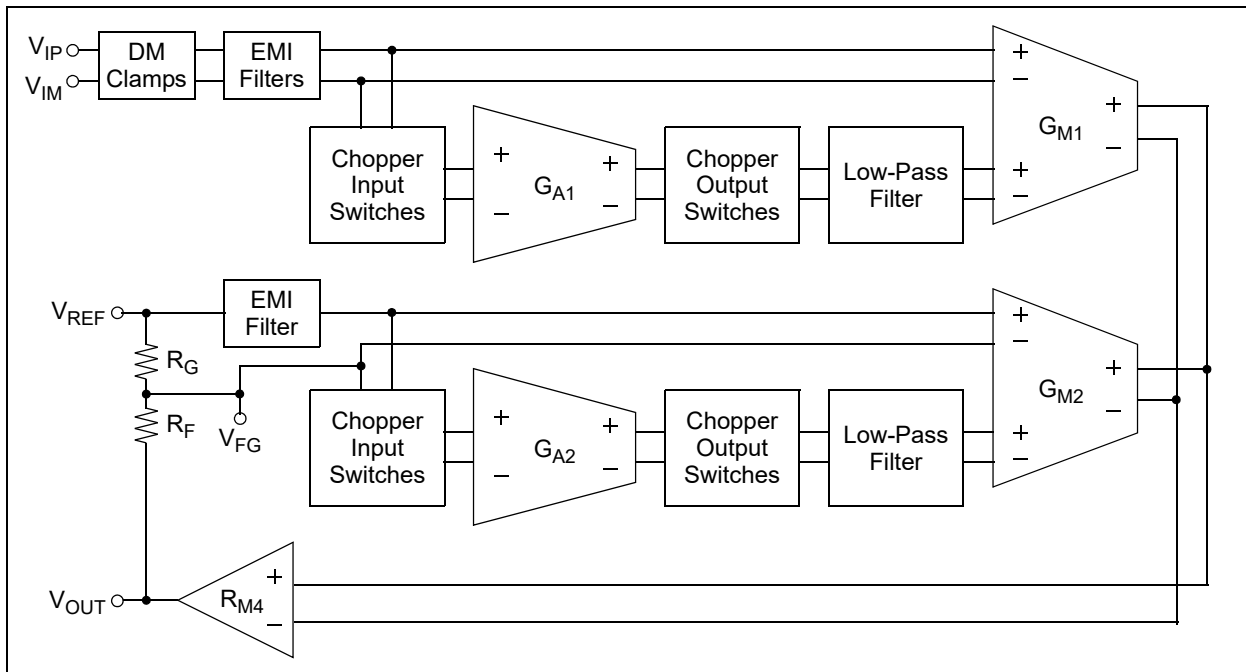 V_IP
V_IM
DM
Clamps
EMI
Filters
+
−
+
−
G_M1
+
−
Chopper
Input
Switches
+
−
G_A1
+
−
Chopper
Output
Switches
Low-Pass
Filter
V_REF
EMI
Filter
R_G
R_F
V_FG
+
−
+
−
G_M2
+
−
Chopper
Input
Switches
+
−
G_A2
+
−
Chopper
Output
Switches
Low-Pass
Filter
V_OUT
R_M4
+
−